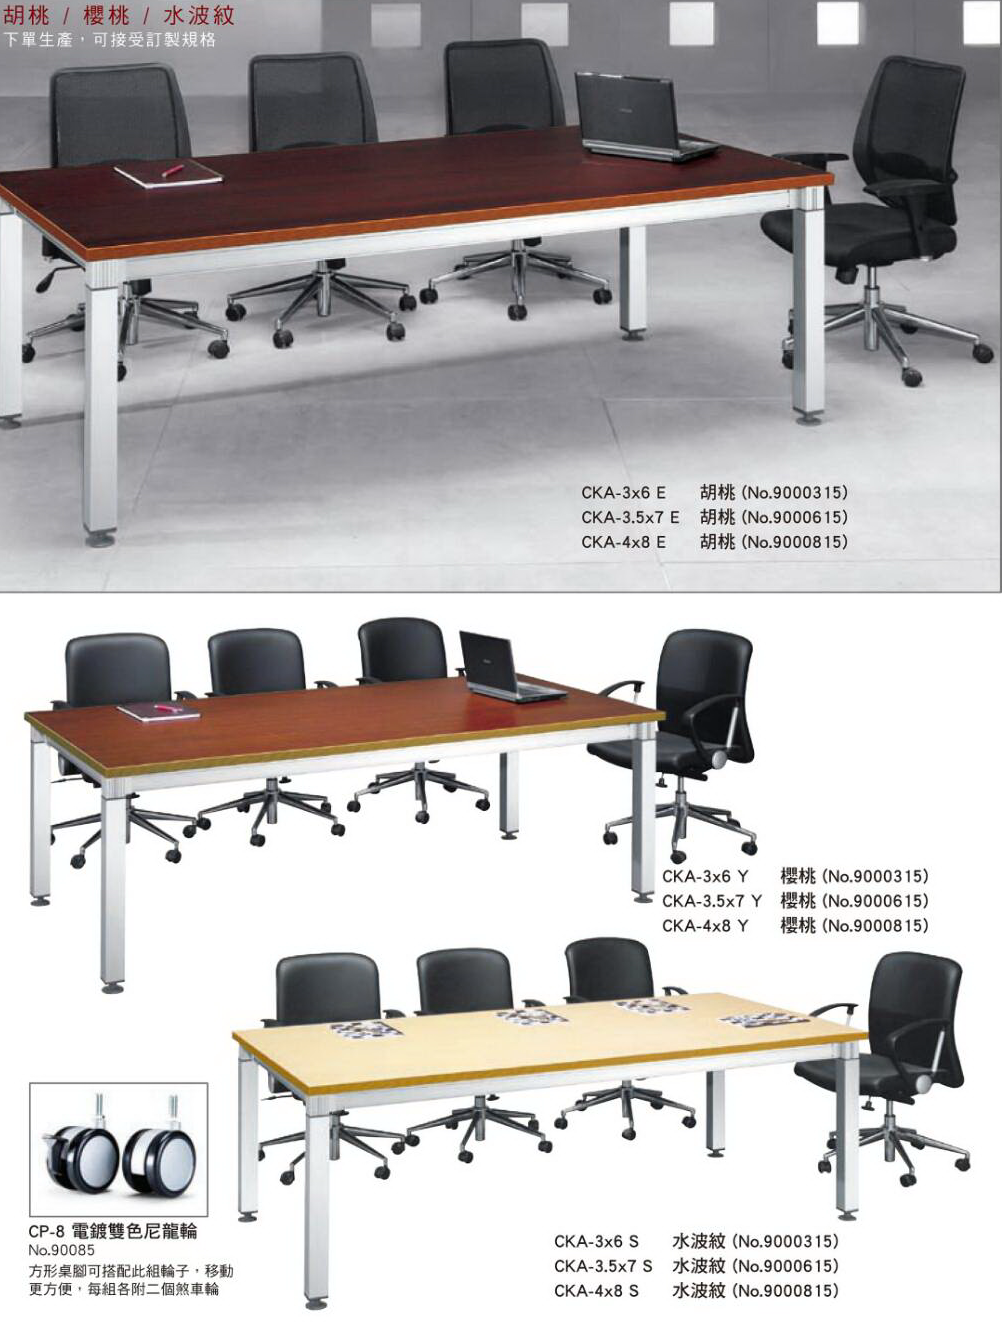 胡桃 / 櫻桃 / 水波紋
下單生產，可接受訂製規格
CKA-3x6 E 胡桃 (No.9000315)
CKA-3.5x7 E 胡桃 (No.9000615)
CKA-4x8 E 胡桃 (No.9000815)
CKA-3x6 Y 櫻桃 (No.9000315)
CKA-3.5x7 Y 櫻桃 (No.9000615)
CKA-4x8 Y 櫻桃 (No.9000815)
CP-8 電鍍雙色尼龍輪
No.90085
方形桌腳可搭配此組輪子，移動
更方便，每組各附二個煞車輪
CKA-3x6 S 水波紋 (No.9000315)
CKA-3.5x7 S 水波紋 (No.9000615)
CKA-4x8 S 水波紋 (No.9000815)